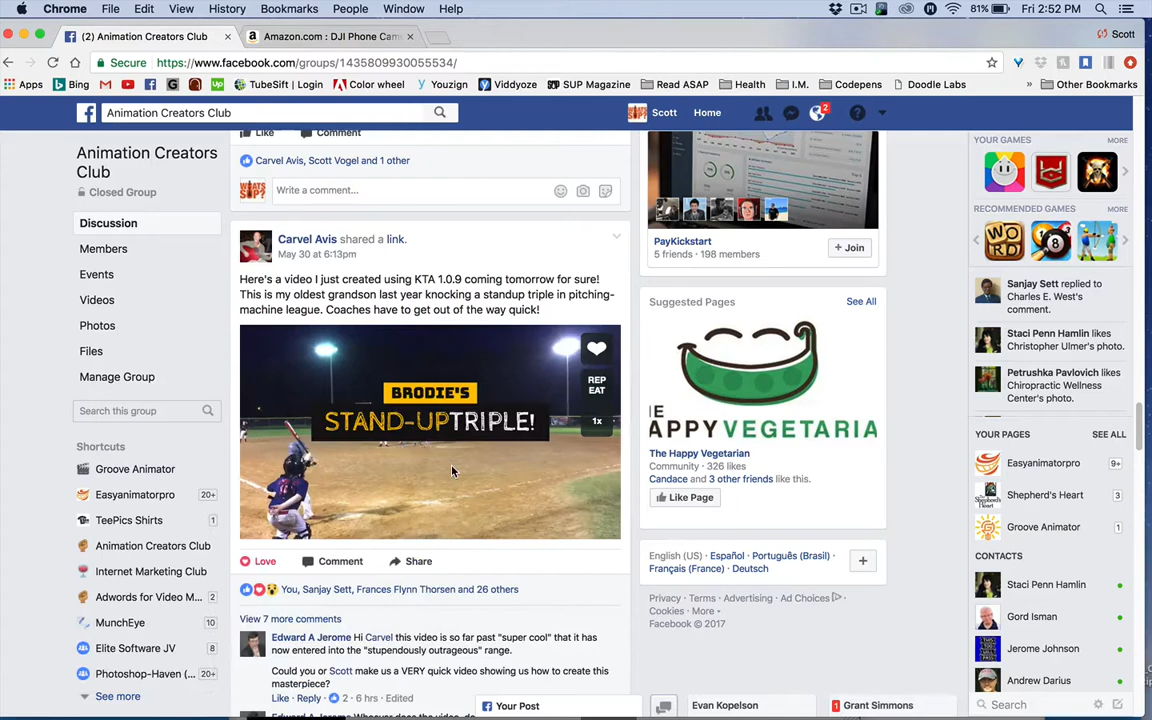 Chrome File Edit View History Bookmarks People Window Help 81% Fri 2:52 PM
(2) Animation Creators Club Amazon.com : DJI Phone Cam Scott
Secure https://www.facebook.com/groups/1435809930055534/
Apps Bing TubeSift | Login Color wheel Youzign Viddyoze SUP Magazine Read ASAP Health I.M. Codepens Doodle Labs » Other Bookmarks
Animation Creators Club Scott Home 2
Animation Creators
Club
Closed Group
Discussion
Members
Events
Videos
Photos
Files
Manage Group
Search this group
Shortcuts
Groove Animator
Easyanimatorpro 20+
TeePics Shirts 1
Animation Creators Club
Internet Marketing Club
Adwords for Video M... 2
MunchEye 10
Elite Software JV 8
Photoshop-Haven (... 20+
See more
Like Comment
Carvel Avis, Scott Vogel and 1 other
WHATS
SUP?
Write a comment...
Carvel Avis shared a link.
May 30 at 6:13pm
Here's a video I just created using KTA 1.0.9 coming tomorrow for sure!
This is my oldest grandson last year knocking a standup triple in pitching-
machine league. Coaches have to get out of the way quick!
BRODIE'S
STAND-UPTRIPLE!
REP
EAT
1x
Love Comment Share
You, Sanjay Sett, Frances Flynn Thorsen and 26 others
View 7 more comments
Edward A Jerome Hi Carvel this video is so far past "super cool" that it has
now entered into the "stupendously outrageous" range.
Could you or Scott make us a VERY quick video showing us how to create this
masterpiece?
Like · Reply · 2 · 6 hrs · Edited
PayKickstart
5 friends · 198 members
+ Join
Suggested Pages See All
HE
APPYVEGETARIA
The Happy Vegetarian
Community · 326 likes
Candace and 3 other friends like this.
Like Page
English (US) · Español · Português (Brasil) ·
Français (France) · Deutsch
Privacy · Terms · Advertising · Ad Choices ·
Cookies · More
Facebook © 2017
YOUR GAMES MORE
RECOMMENDED GAMES MORE
WORD
8
Sanjay Sett replied to
Charles E. West's
comment.
Staci Penn Hamlin likes
Christopher Ulmer's photo.
Petrushka Pavlovich likes
Chiropractic Wellness
Center's photo.
YOUR PAGES SEE ALL
Easyanimatorpro 9+
Shepherd's Heart 3
Groove Animator 1
CONTACTS
Staci Penn Hamlin
Gord Isman
Jerome Johnson
Andrew Darius
Search
Your Post
Evan Kopelson
1 Grant Simmons